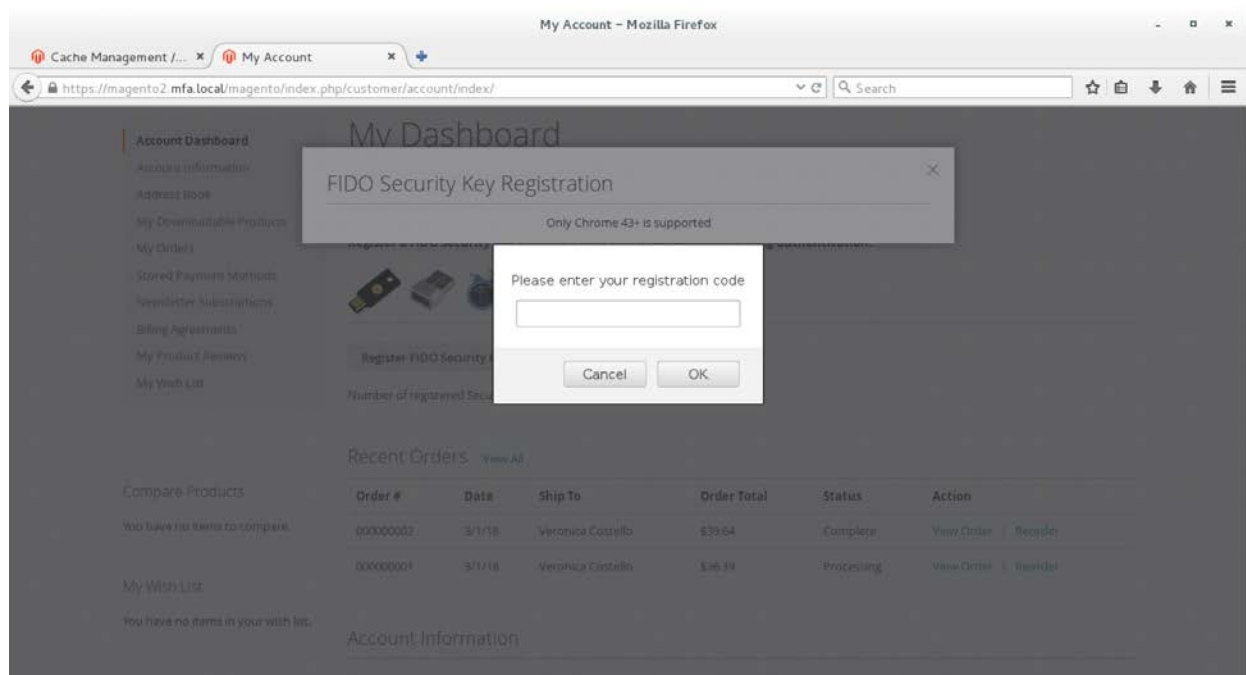 My Account - Mozilla Firefox
Cache Management /...
My Account
https://magento2.mfa.local/magento/index.php/customer/account/index/
Search
Account Dashboard
Account Information
Address Book
My Downloadable Products
My Orders
Stored Payment Methods
Newsletter Subscriptions
Billing Agreements
My Product Reviews
My Wish List
My Dashboard
FIDO Security Key Registration
Only Chrome 43+ is supported
Please enter your registration code
Cancel
OK
Register FIDO Security
Number of registered
Recent Orders View All
Order # Date Ship To Order Total Status Action
000000002 3/1/18 Veronica Costello $39.64 Complete View Order | Reorder
000000001 3/1/18 Veronica Costello $36.39 Processing View Order | Reorder
Compare Products
You have no items to compare.
My Wish List
You have no items in your wish list.
Account Information